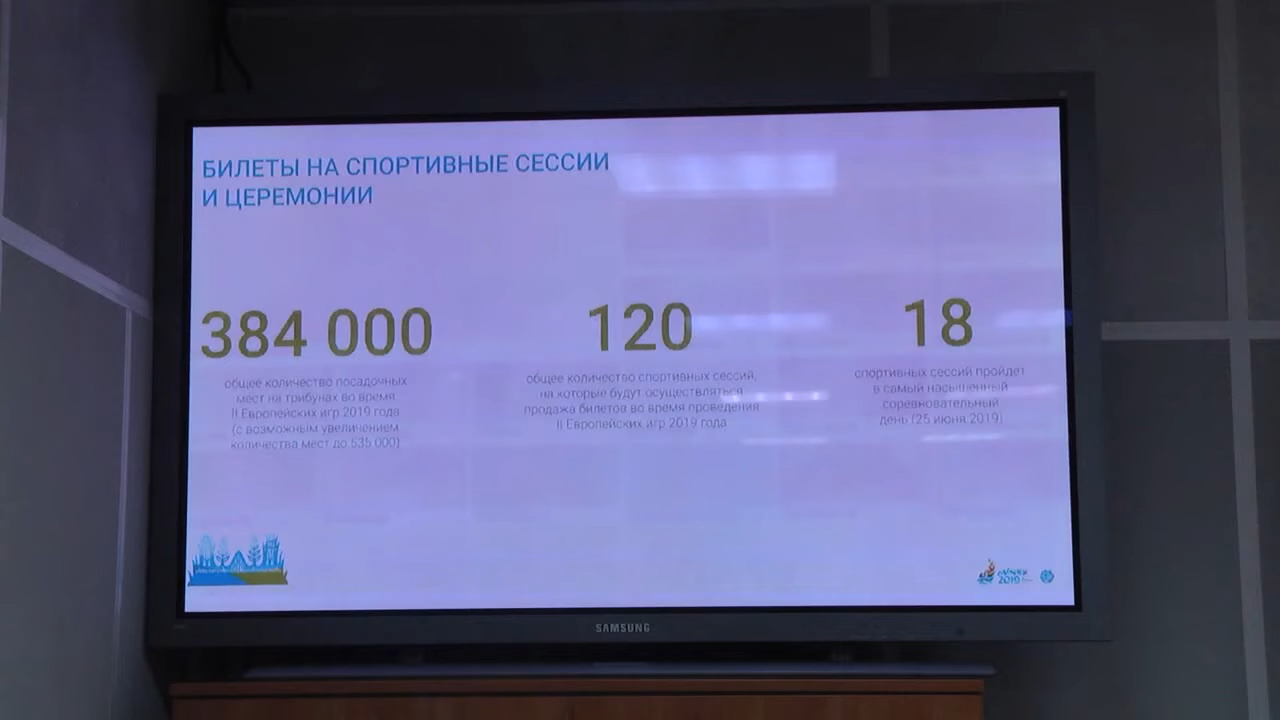 БИЛЕТЫ НА СПОРТИВНЫЕ СЕССИИ
И ЦЕРЕМОНИИ
384 000
общее количество посадочных
мест на трибунах во время
II Европейских игр 2019 года
(с возможным увеличением
количества мест до 535 000)
120
общее количество спортивных сессий,
на которые будут осуществляться
продажа билетов во время проведения
II Европейских игр 2019 года
18
спортивных сессий пройдет
в самый насыщенный
соревновательный
день (25 июня 2019)
2019
SAMSUNG